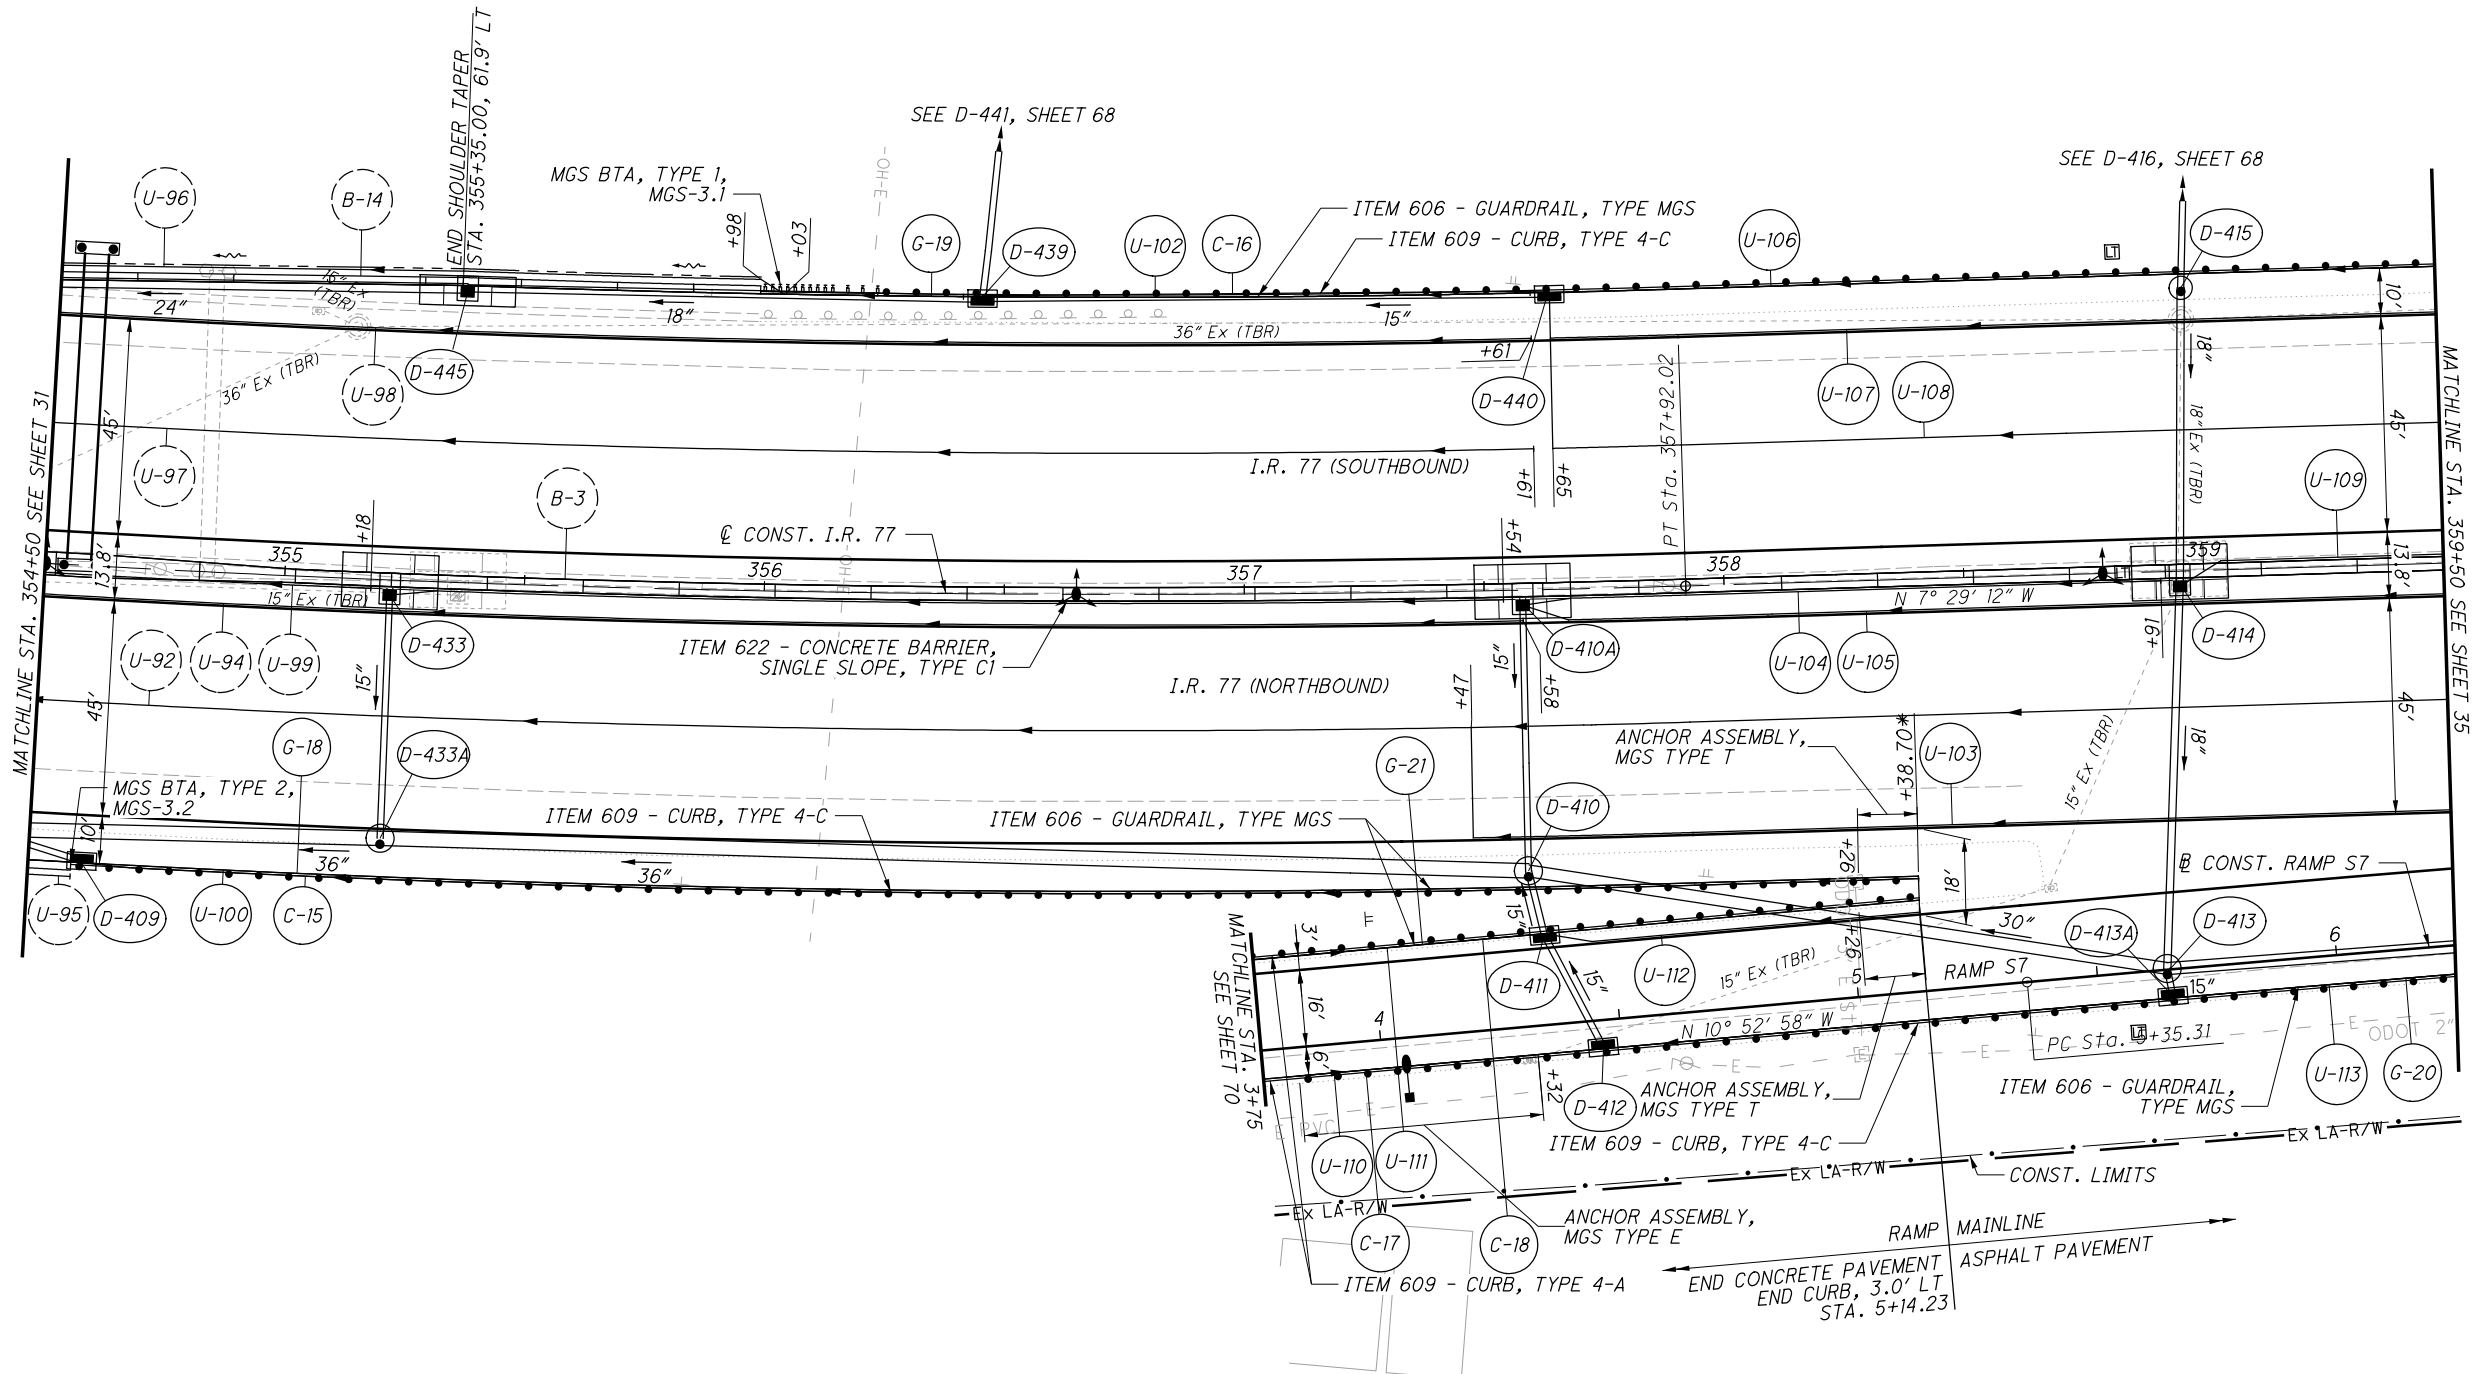 END SHOULDER TAPER
STA. 355+35.00, 61.9' LT
SEE D-441, SHEET 68
SEE D-416, SHEET 68
MGS BTA, TYPE 1,
MGS-3.1
U-96
B-14
+98
+03
OH-E
G-19
D-439
U-102
C-16
ITEM 606 - GUARDRAIL, TYPE MGS
ITEM 609 - CURB, TYPE 4-C
U-106
LT
D-415
10'
24"
(TBR)
18"
15"
36" Ex (TBR)
36" Ex (TBR)
+61
18"
U-98
D-445
D-440
PT Sta. 357+92.02
U-107
U-108
18" Ex (TBR)
45'
45'
MATCHLINE STA. 354+50 SEE SHEET 31
MATCHLINE STA. 359+50 SEE SHEET 35
U-97
B-3
I.R. 77 (SOUTHBOUND)
+61
+65
U-109
+18
℄ CONST. I.R. 77
+54
355
356
357
358
359
13.8'
13.8'
15" Ex (TBR)
N 7° 29' 12" W
LT
U-92
U-94
U-99
D-433
15"
ITEM 622 - CONCRETE BARRIER,
SINGLE SLOPE, TYPE C1
I.R. 77 (NORTHBOUND)
15"
D-410A
+58
+47
U-104
U-105
+91
D-414
45'
45'
G-18
D-433A
G-21
ANCHOR ASSEMBLY,
MGS TYPE T
+38.70*
U-103
15" Ex (TBR)
18"
MGS BTA, TYPE 2,
MGS-3.2
10'
ITEM 609 - CURB, TYPE 4-C
ITEM 606 - GUARDRAIL, TYPE MGS
D-410
36"
36"
+26
18'
℔ CONST. RAMP S7
U-95
D-409
U-100
C-15
MATCHLINE STA. 3+75
SEE SHEET 70
3'
16'
6'
15"
D-411
15"
U-112
15" Ex (TBR)
+26
5
RAMP S7
30"
D-413A
D-413
6
15"
4
N 10° 52' 58" W
PC Sta. 5+35.31
LT
E
E
E
E
ODOT 2"
E PVC
+32
D-412
ANCHOR ASSEMBLY,
MGS TYPE T
ITEM 606 - GUARDRAIL,
TYPE MGS
U-113
G-20
U-110
U-111
ITEM 609 - CURB, TYPE 4-C
Ex LA-R/W
Ex LA-R/W
Ex LA-R/W
CONST. LIMITS
C-17
C-18
ANCHOR ASSEMBLY,
MGS TYPE E
ITEM 609 - CURB, TYPE 4-A
RAMP MAINLINE
END CONCRETE PAVEMENT
ASPHALT PAVEMENT
END CURB, 3.0' LT
STA. 5+14.23